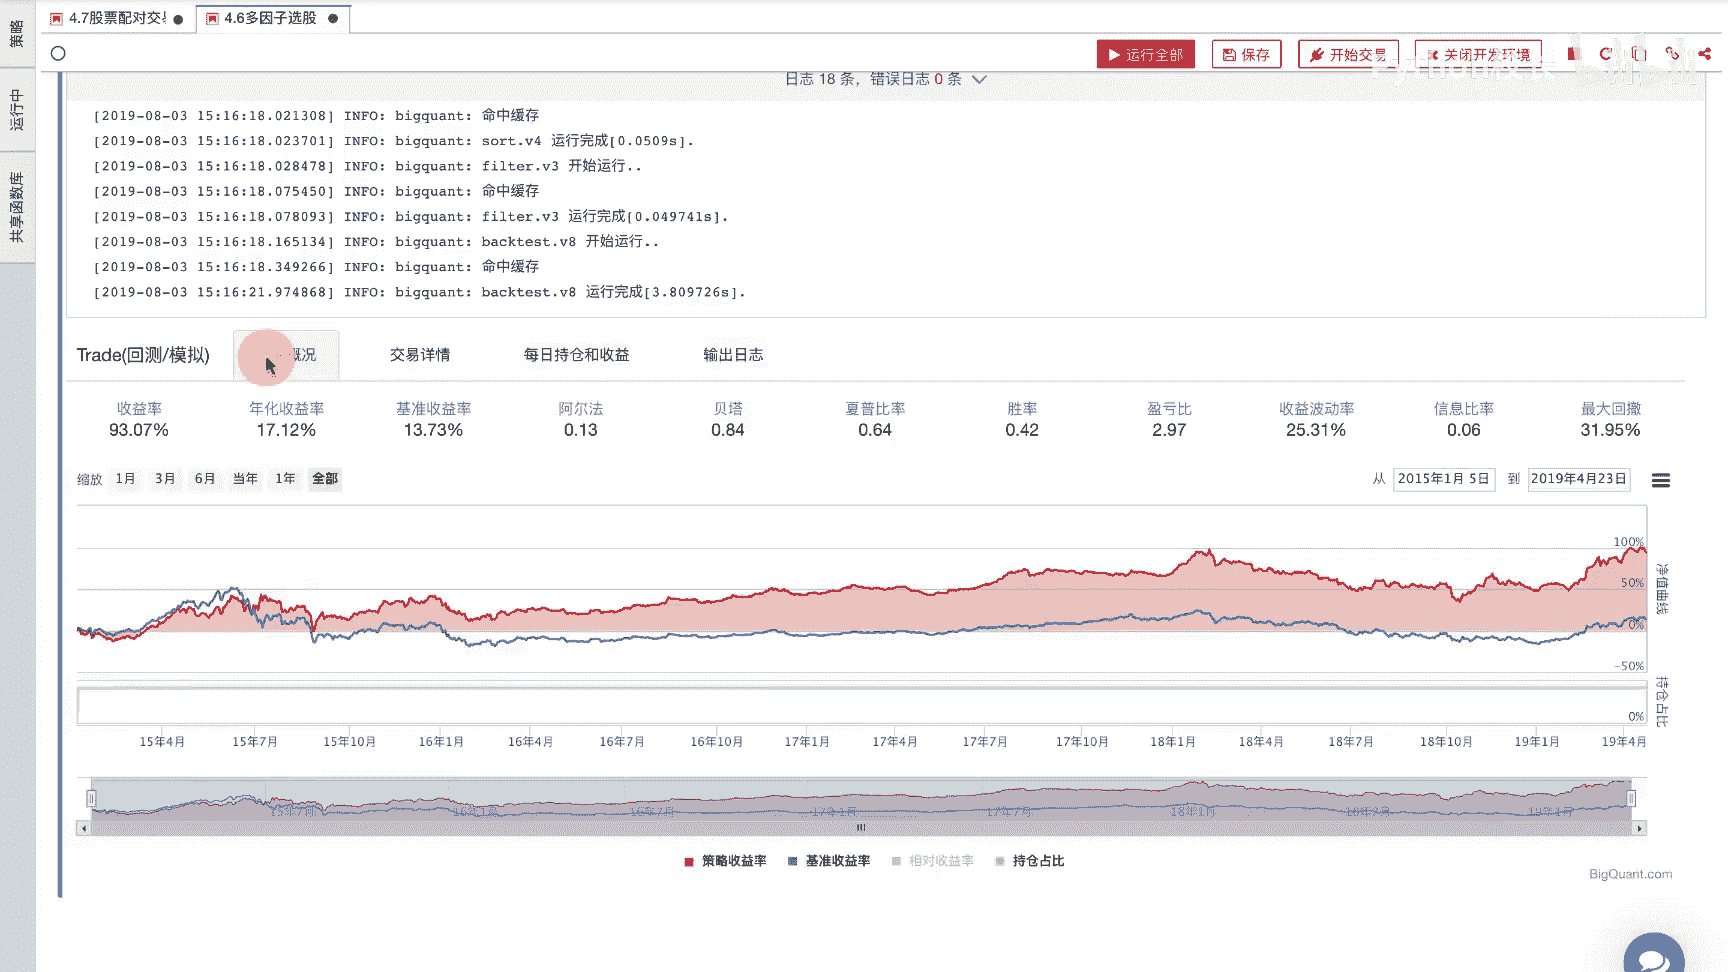 策略
运行中
共享函数库
4.7股票配对交易
4.6多因子选股
运行全部
保存
开始交易
关闭开发环境
日志 18 条，错误日志 0 条
[2019-08-03 15:16:18.021308] INFO: bigquant: 命中缓存
[2019-08-03 15:16:18.023701] INFO: bigquant: sort.v4 运行完成[0.0509s].
[2019-08-03 15:16:18.028478] INFO: bigquant: filter.v3 开始运行..
[2019-08-03 15:16:18.075450] INFO: bigquant: 命中缓存
[2019-08-03 15:16:18.078093] INFO: bigquant: filter.v3 运行完成[0.049741s].
[2019-08-03 15:16:18.165134] INFO: bigquant: backtest.v8 开始运行..
[2019-08-03 15:16:18.349266] INFO: bigquant: 命中缓存
[2019-08-03 15:16:21.974868] INFO: bigquant: backtest.v8 运行完成[3.809726s].
Trade(回测/模拟)
概况
交易详情
每日持仓和收益
输出日志
收益率 年化收益率 基准收益率 阿尔法 贝塔 夏普比率 胜率 盈亏比 收益波动率 信息比率 最大回撤
93.07% 17.12% 13.73% 0.13 0.84 0.64 0.42 2.97 25.31% 0.06 31.95%
缩放 1月 3月 6月 当年 1年 全部
从 2015年1月 5日 到 2019年4月23日
100%
50%
0%
-50%
净值曲线
0%
持仓占比
15年4月 15年7月 15年10月 16年1月 16年4月 16年7月 16年10月 17年1月 17年4月 17年7月 17年10月 18年1月 18年4月 18年7月 18年10月 19年1月 19年4月
15年7月 16年1月 16年7月 17年1月 17年7月 18年1月 18年7月 19年1月
策略收益率 基准收益率 相对收益率 持仓占比
BigQuant.com